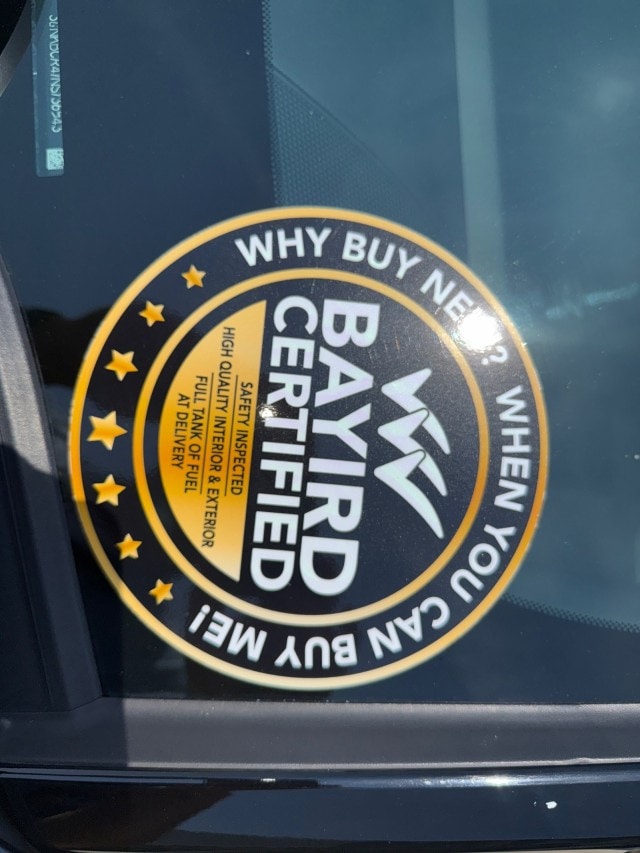 WHY BUY NEW? WHEN YOU CAN BUY ME!
BAYIRD
CERTIFIED
SAFETY INSPECTED
HIGH QUALITY INTERIOR & EXTERIOR
FULL TANK OF FUEL
AT DELIVERY